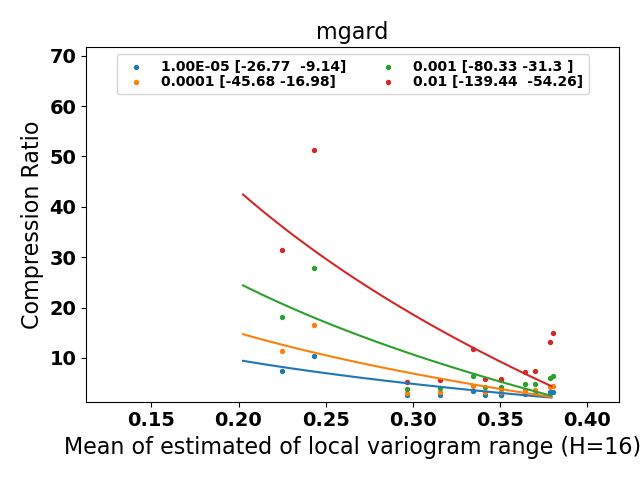 mgard
1.00E-05 [-26.77  -9.14]
0.0001 [-45.68 -16.98]
0.001 [-80.33 -31.3 ]
0.01 [-139.44  -54.26]
Compression Ratio
70
60
50
40
30
20
10
0.15 0.20 0.25 0.30 0.35 0.40
Mean of estimated of local variogram range (H=16)